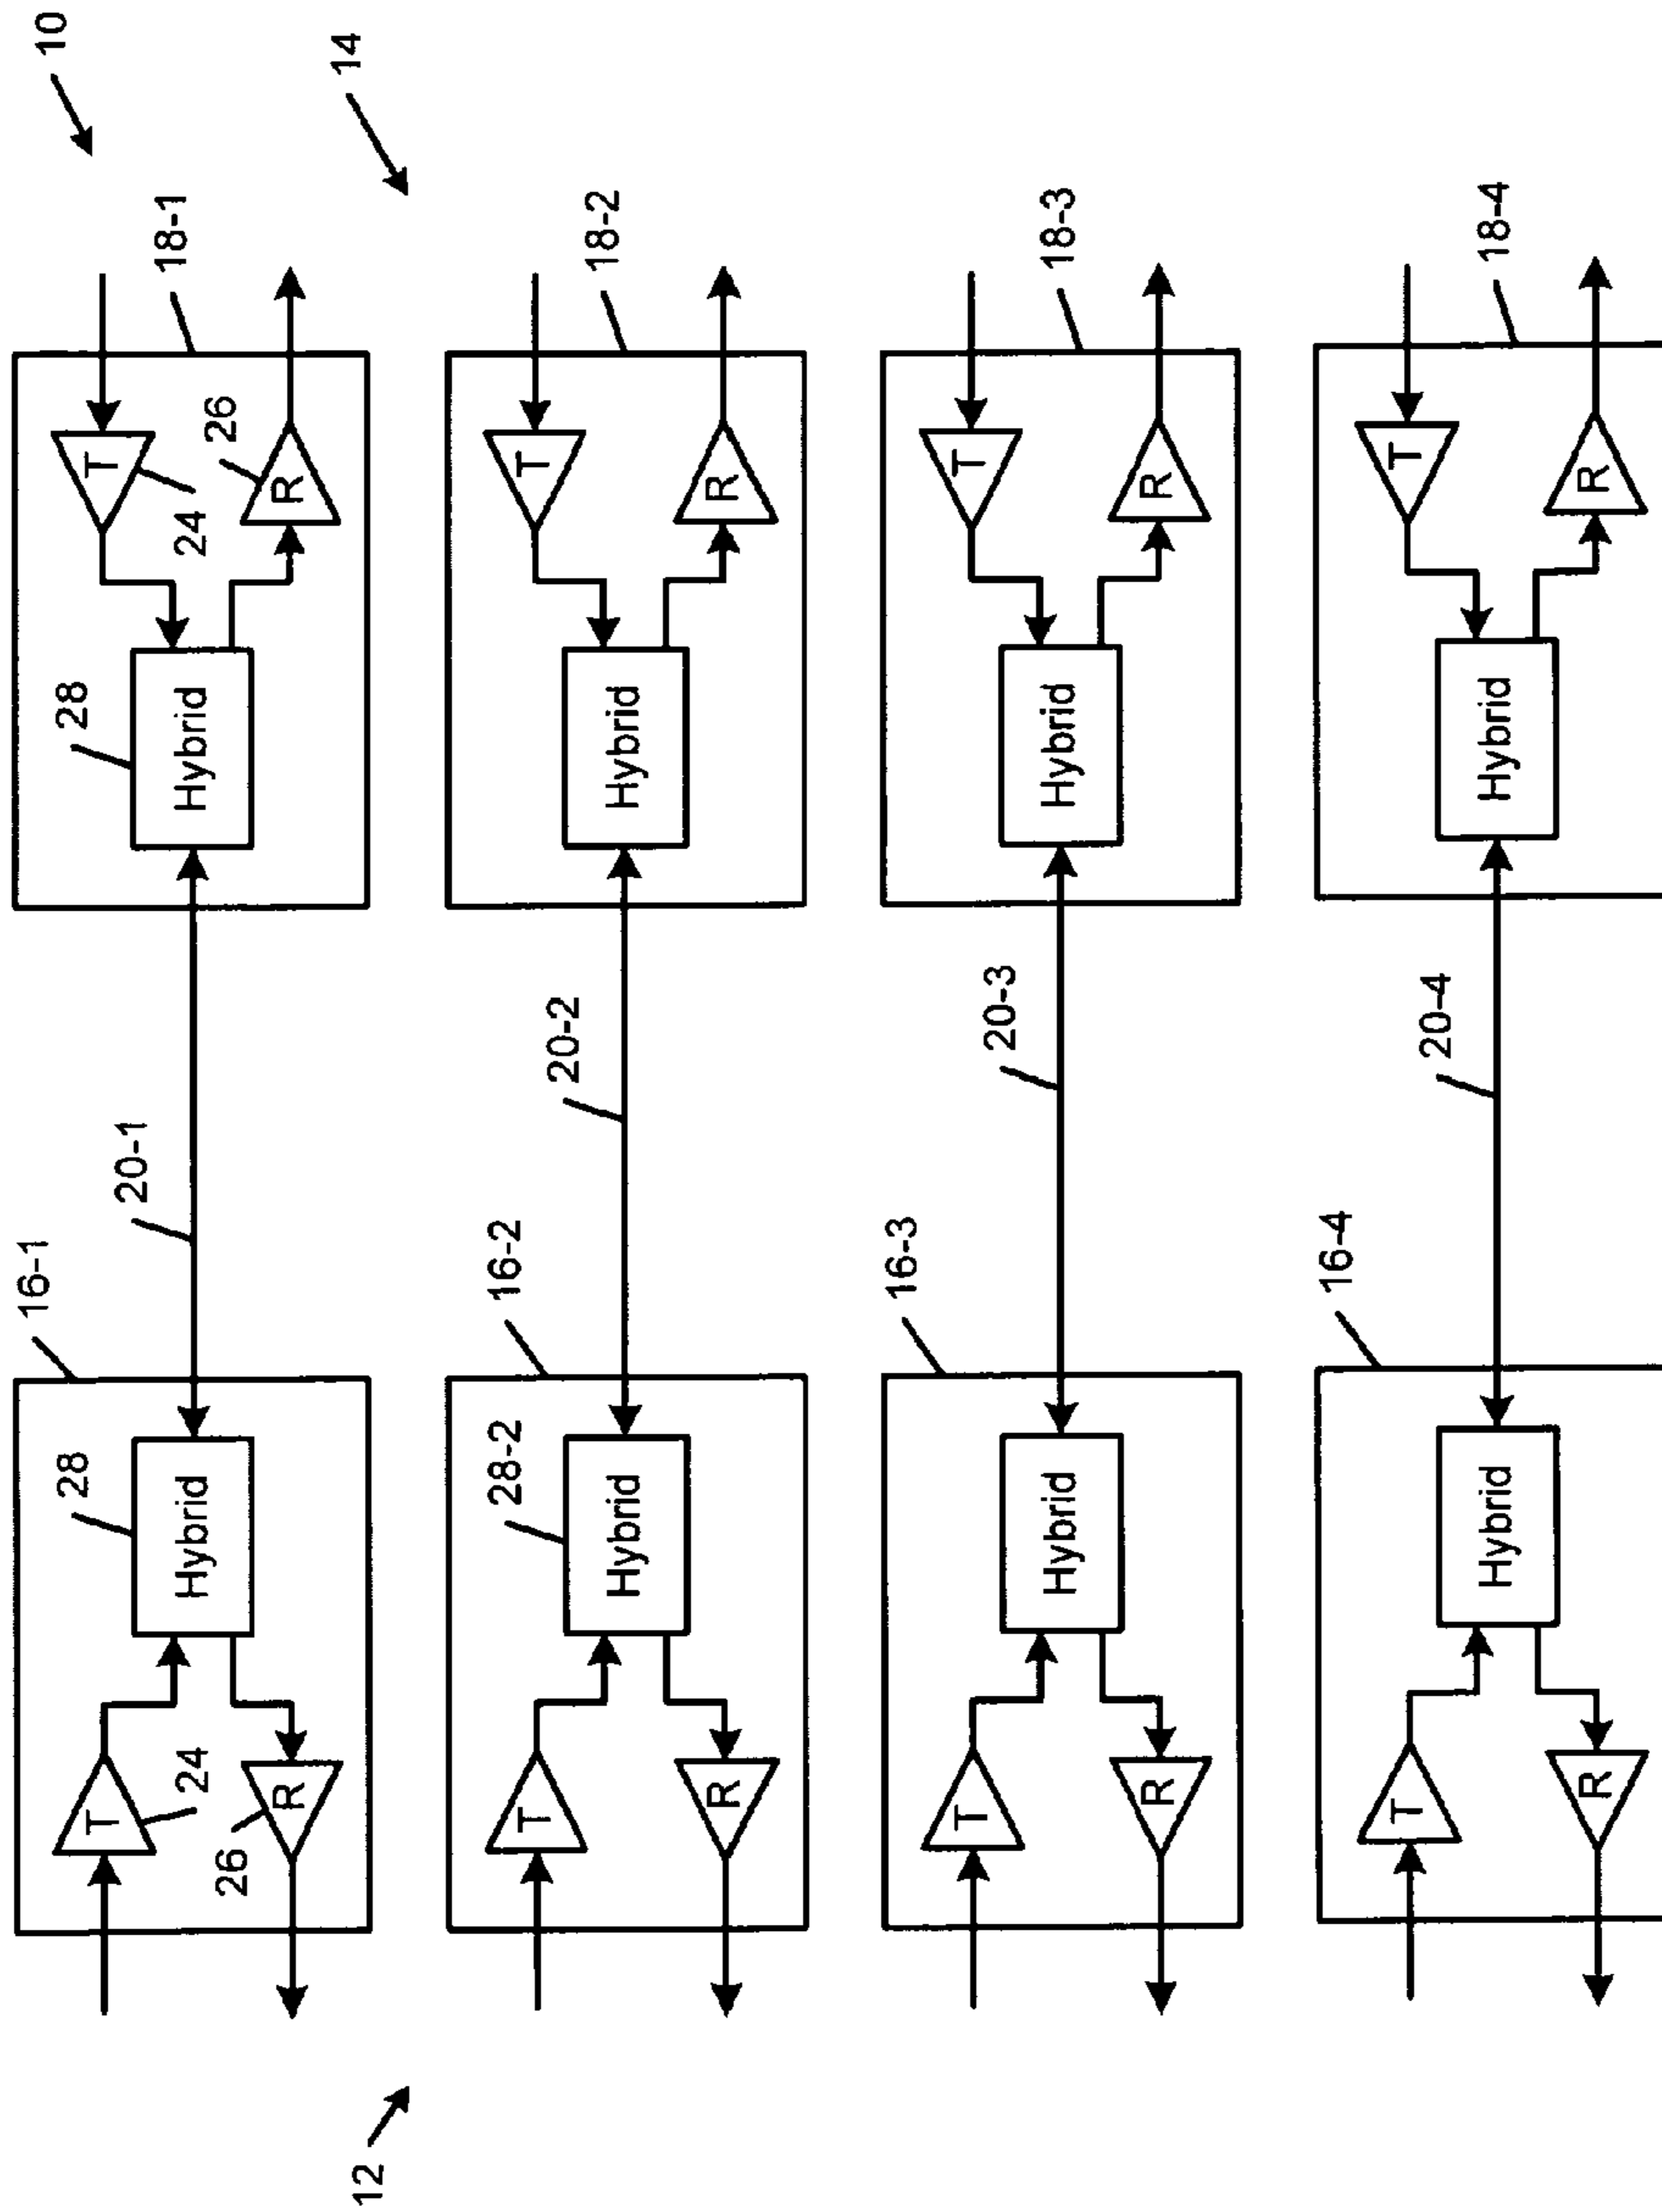 10
16-1
28
28
18-1
T
20-1
T
Hybrid
Hybrid
24
24
26
26
R
R
12
14
16-2
28-2
18-2
T
20-2
T
Hybrid
Hybrid
R
R
16-3
18-3
T
20-3
T
Hybrid
Hybrid
R
R
16-4
18-4
T
20-4
T
Hybrid
Hybrid
R
R